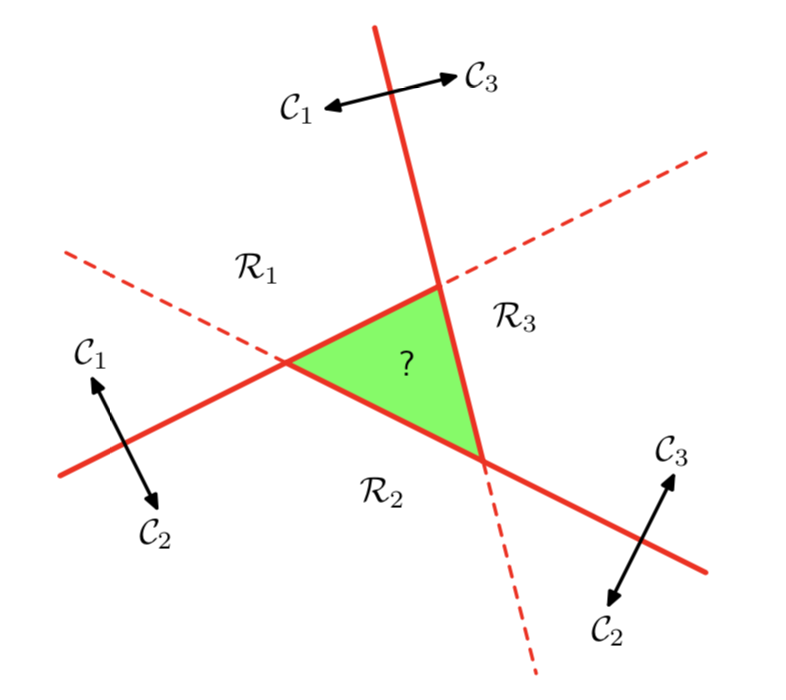 𝒞₁
𝒞₃
ℛ₁
ℛ₃
𝒞₁
?
𝒞₃
ℛ₂
𝒞₂
𝒞₂